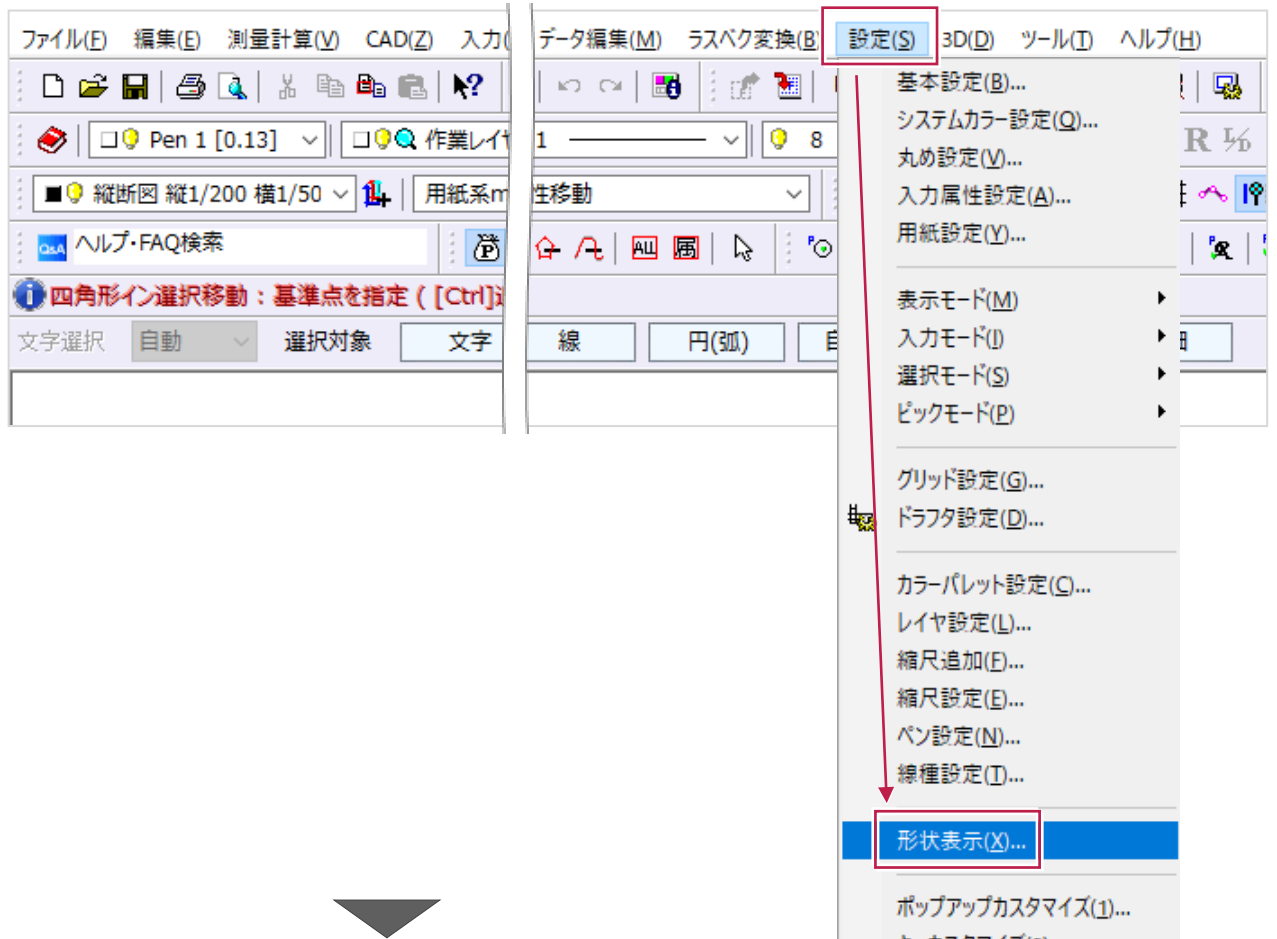 ファイル(F) 編集(E) 測量計算(V) CAD(Z) 入力( データ編集(M) ラスベク変換(B) 設定(S) 3D(D) ツール(T) ヘルプ(H)
Pen 1 [0.13] 作業レイヤ 1 8 R L/D
縦断図 縦1/200 横1/50 用紙系m 性移動
Q&A ヘルプ・FAQ検索 P ALL 属
四角形イン選択移動：基準点を指定 ( [Ctrl]
文字選択 自動 選択対象 文字 線 円(弧)
基本設定(B)...
システムカラー設定(Q)...
丸め設定(V)...
入力属性設定(A)...
用紙設定(Y)...
表示モード(M)
入力モード(I)
選択モード(S)
ピックモード(P)
グリッド設定(G)...
ドラフタ設定(D)...
カラーパレット設定(C)...
レイヤ設定(L)...
縮尺追加(F)...
縮尺設定(E)...
ペン設定(N)...
線種設定(T)...
形状表示(X)...
ポップアップカスタマイズ(1)...